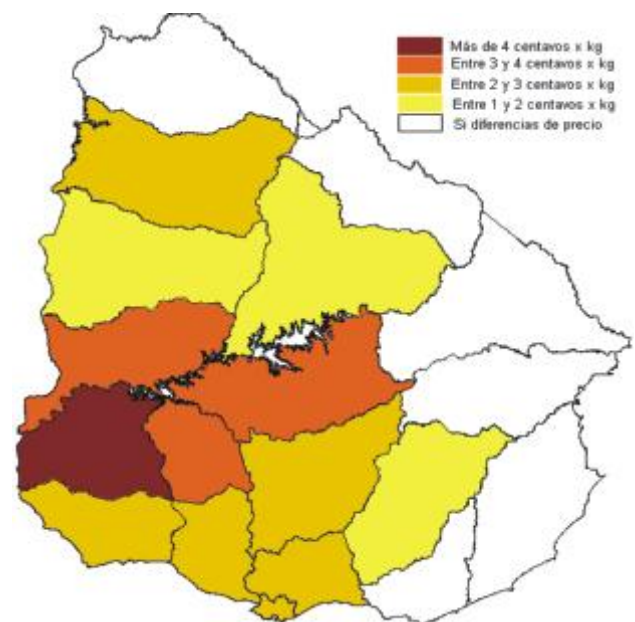 Más de 4 centavos x kg
Entre 3 y 4 centavos x kg
Entre 2 y 3 centavos x kg
Entre 1 y 2 centavos x kg
Si diferencias de precio